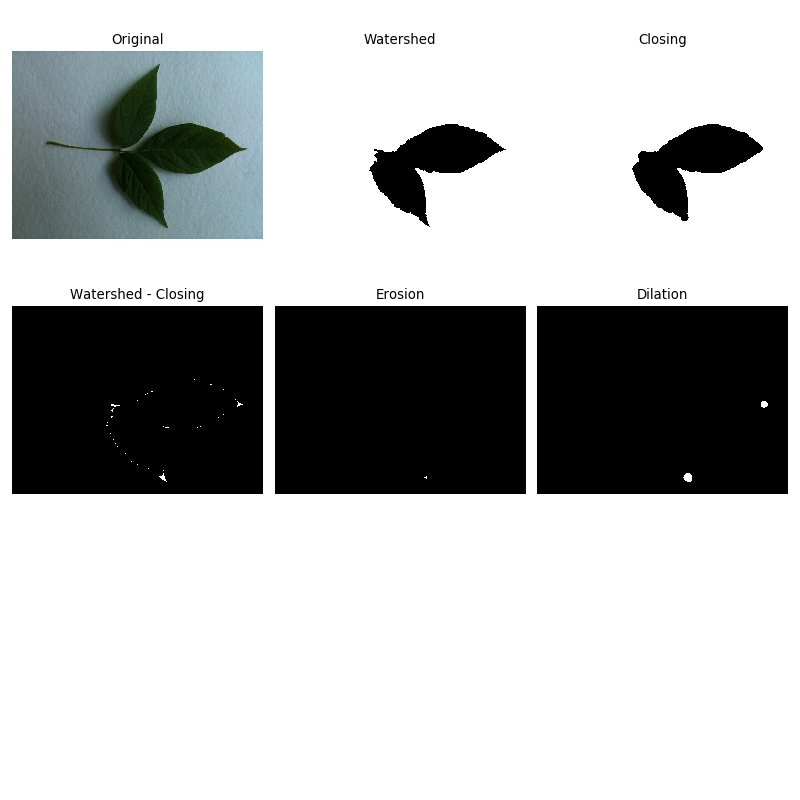 Original
Watershed
Closing
Watershed - Closing
Erosion
Dilation